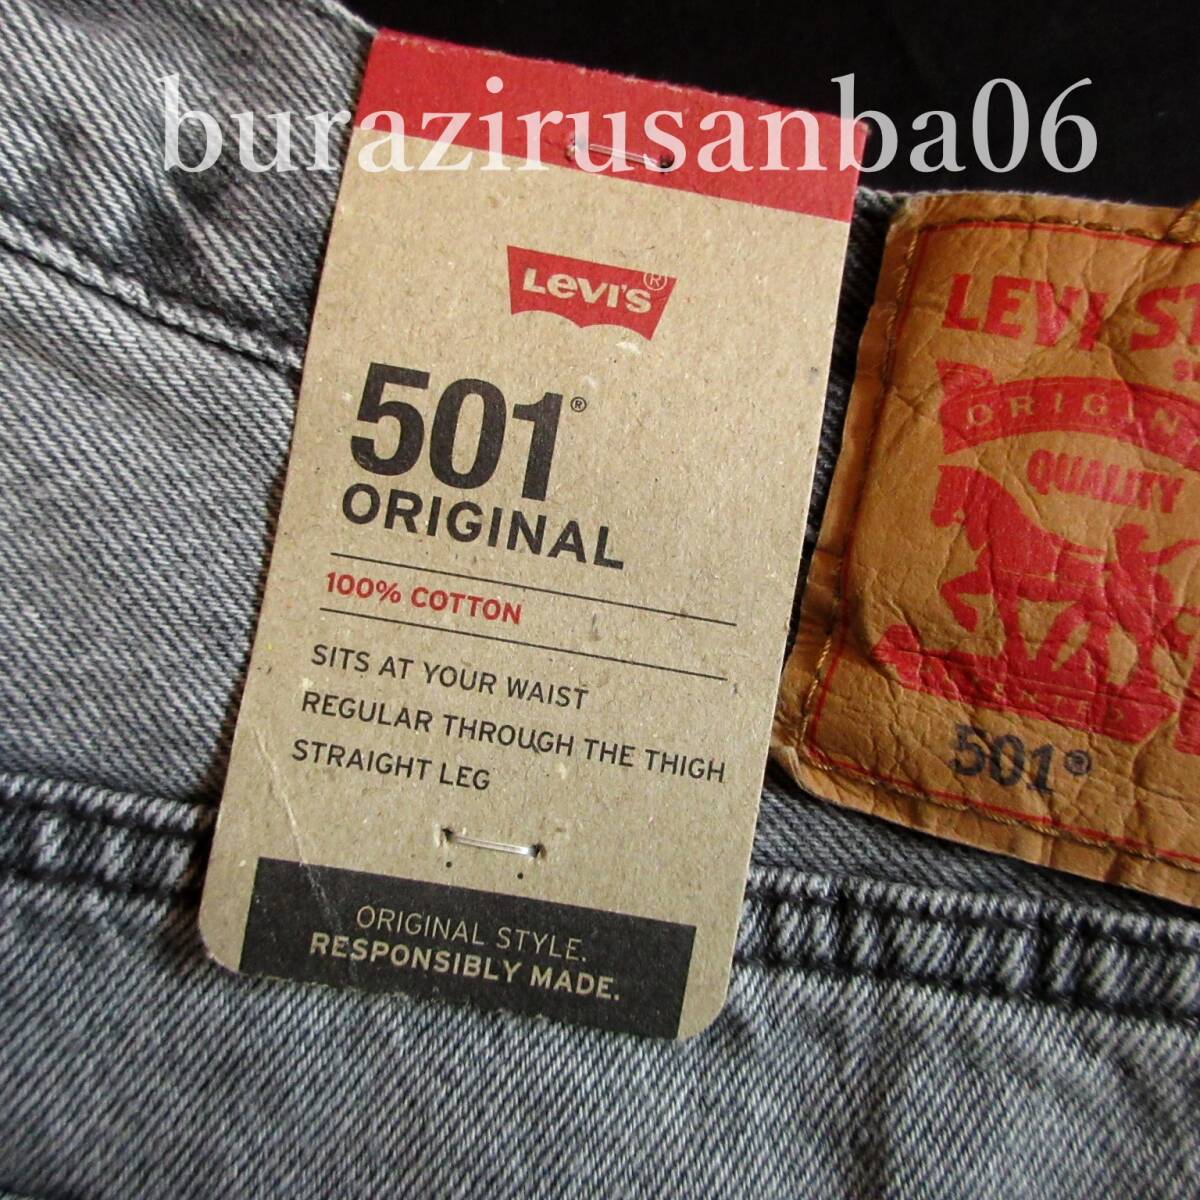 burazirusanba06
LEVI'S®
501®
ORIGINAL
100% COTTON
SITS AT YOUR WAIST
REGULAR THROUGH THE THIGH
STRAIGHT LEG
ORIGINAL STYLE.
RESPONSIBLY MADE.
LEVI
QUALITY
501®